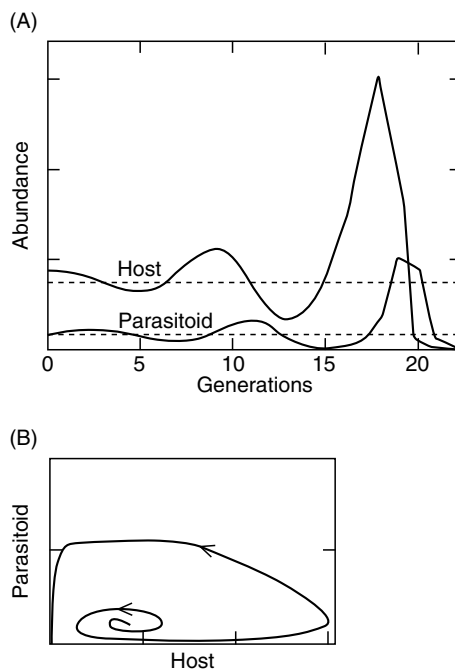 (A)
Abundance
Host
Parasitoid
0 5 10 15 20
Generations
(B)
Parasitoid
Host